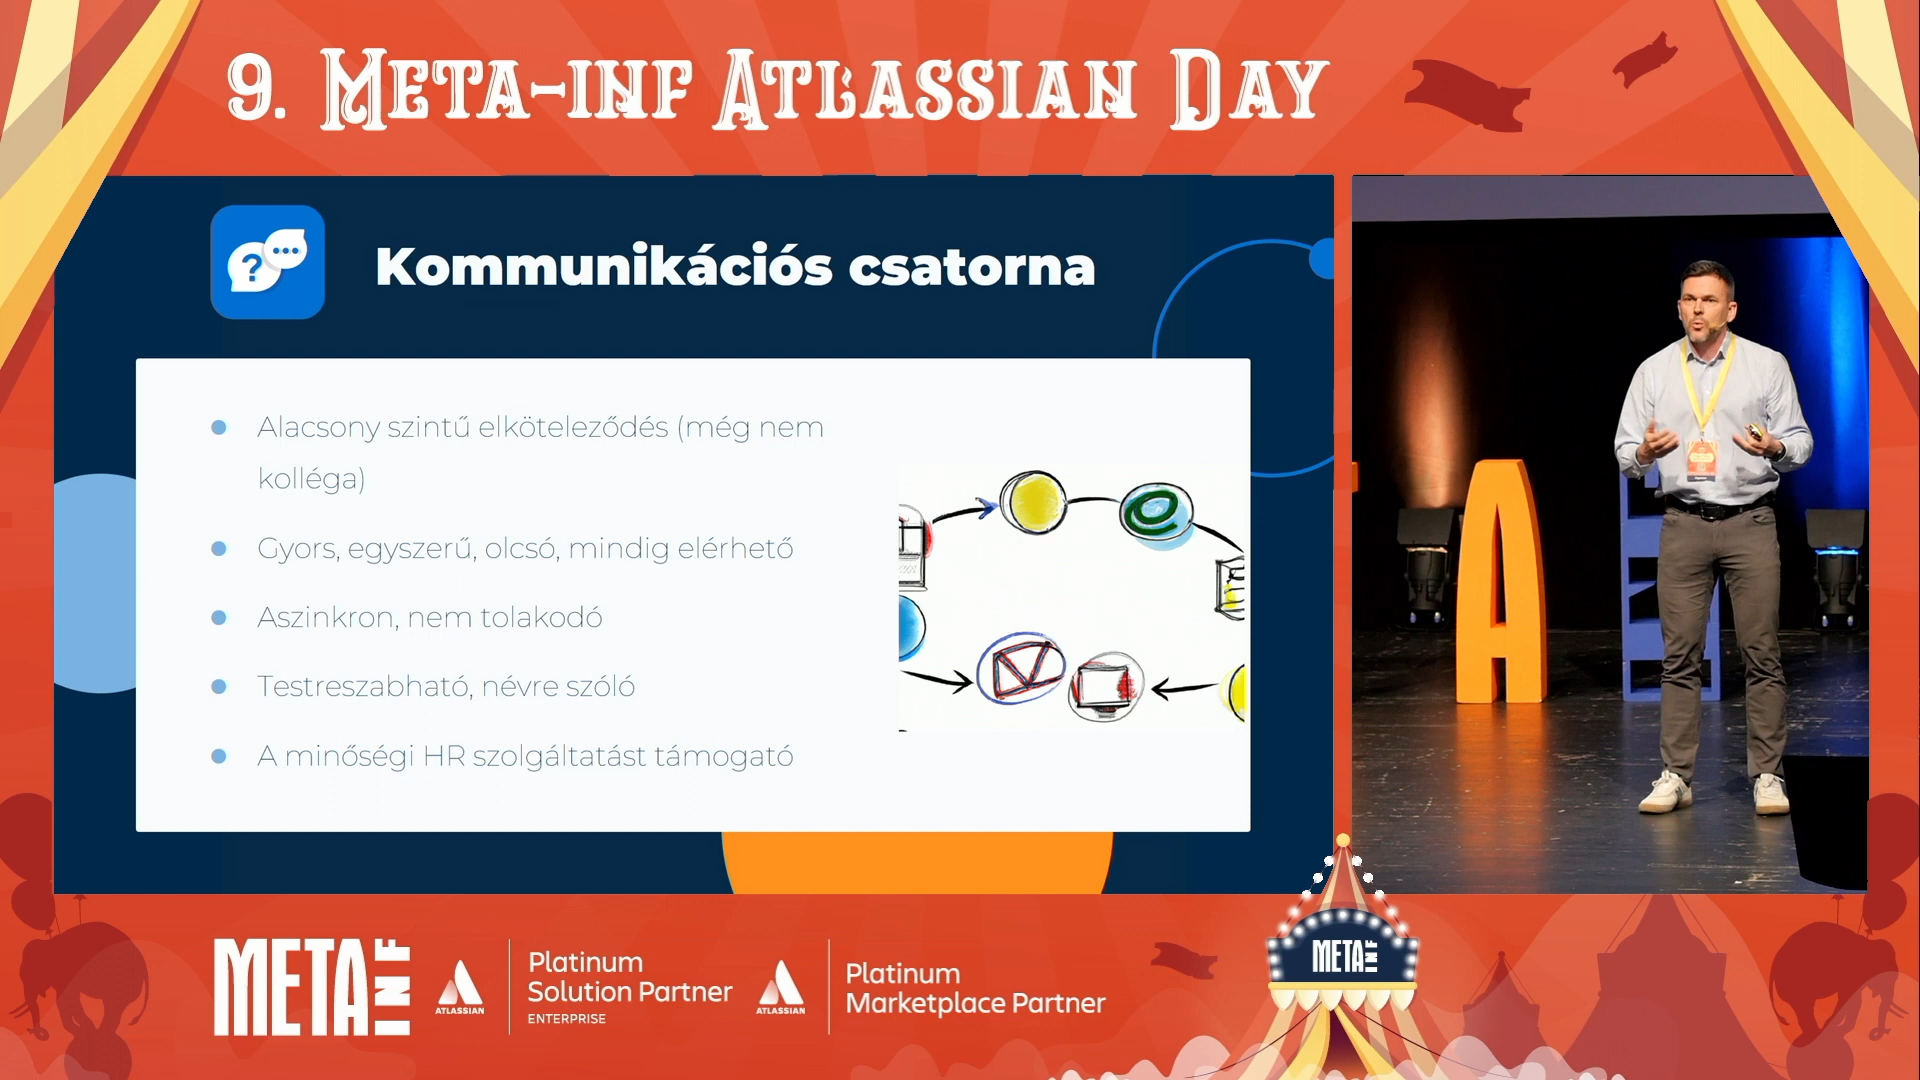 9. META-INF ATLASSIAN DAY
Kommunikációs csatorna
Alacsony szintű elköteleződés (még nem
kolléga)
Gyors, egyszerű, olcsó, mindig elérhető
Aszinkron, nem tolakodó
Testreszabható, névre szóló
A minőségi HR szolgáltatást támogató
META INF
ATLASSIAN
Platinum
Solution Partner
ENTERPRISE
ATLASSIAN
Platinum
Marketplace Partner
META INF